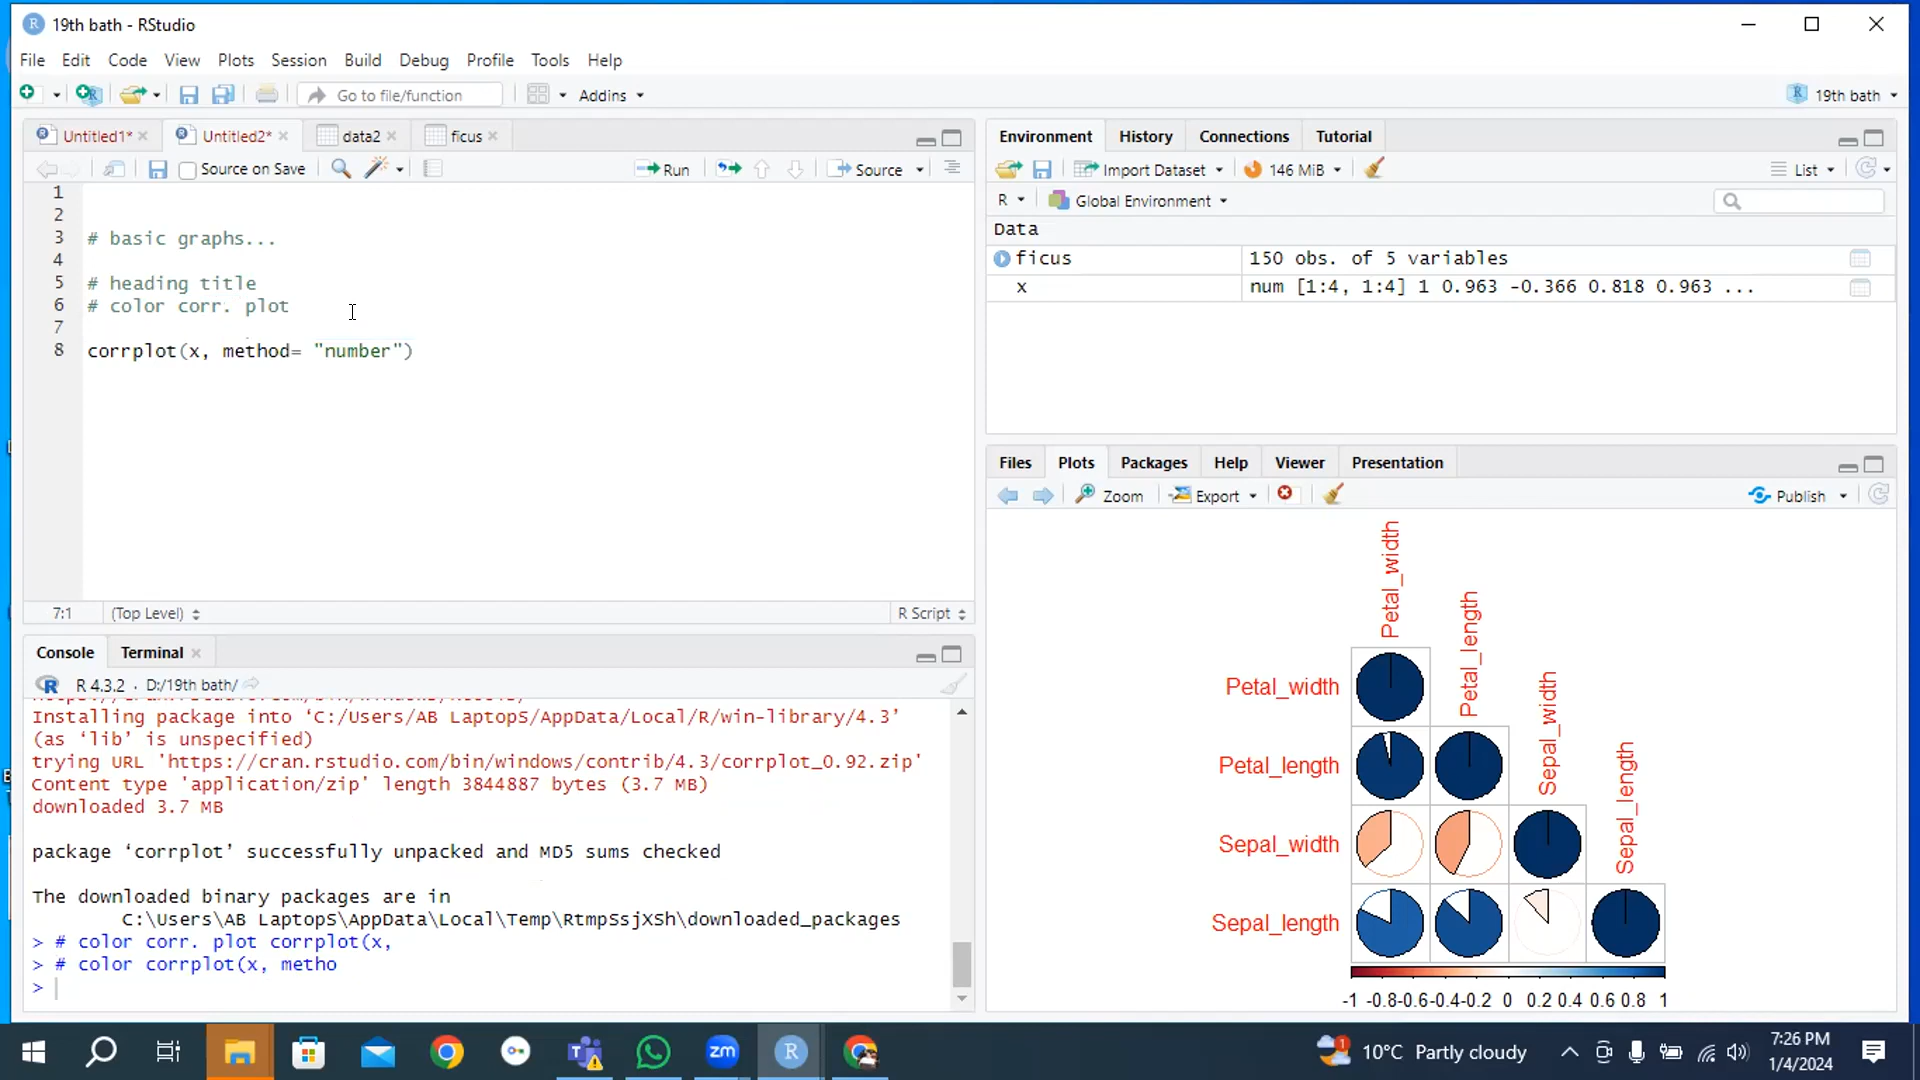 19th bath - RStudio
File Edit Code View Plots Session Build Debug Profile Tools Help
Go to file/function Addins 19th bath
Untitled1* Untitled2* data2 ficus
Source on Save Run Source
1
2
3 # basic graphs...
4
5 # heading title
6 # color corr. plot
7
8 corrplot(x, method= "number")
7:1 (Top Level) R Script
Console Terminal
R 4.3.2 · D:/19th bath/
Installing package into ‘C:/Users/AB LaptopS/AppData/Local/R/win-library/4.3’
(as ‘lib’ is unspecified)
trying URL 'https://cran.rstudio.com/bin/windows/contrib/4.3/corrplot_0.92.zip'
Content type 'application/zip' length 3844887 bytes (3.7 MB)
downloaded 3.7 MB
package ‘corrplot’ successfully unpacked and MD5 sums checked
The downloaded binary packages are in
C:\Users\AB LaptopS\AppData\Local\Temp\RtmpSsjXSh\downloaded_packages
> # color corr. plot corrplot(x,
> # color corrplot(x, metho
>
Environment History Connections Tutorial
Import Dataset 146 MiB List
R Global Environment
Data
ficus 150 obs. of 5 variables
x num [1:4, 1:4] 1 0.963 -0.366 0.818 0.963 ...
Files Plots Packages Help Viewer Presentation
Zoom Export Publish
Petal_width
Petal_length
Sepal_width
Sepal_length
Petal_width
Petal_length
Sepal_width
Sepal_length
-1 -0.8 -0.6 -0.4 -0.2 0 0.2 0.4 0.6 0.8 1
zm R 1 10°C Partly cloudy 7:26 PM
1/4/2024